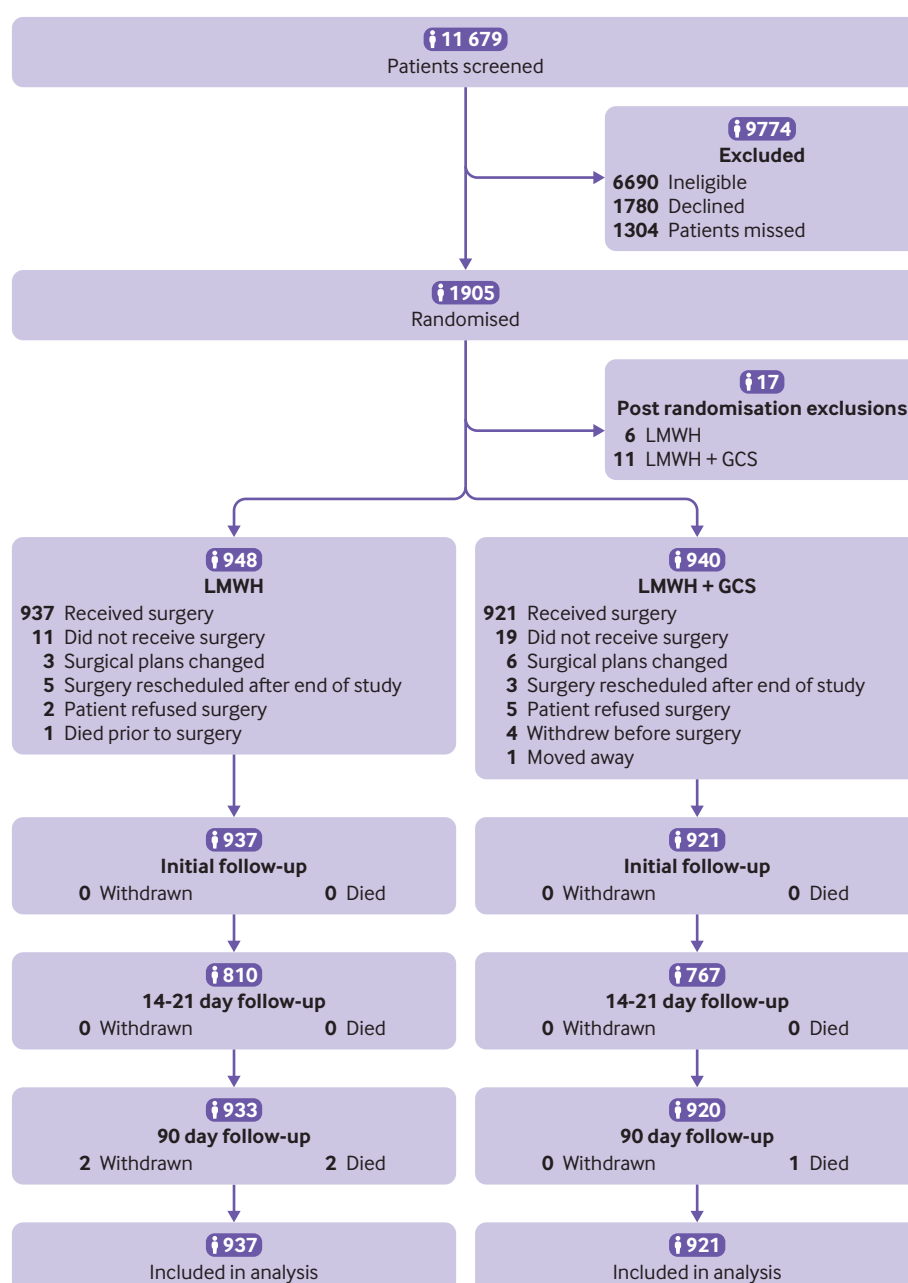 11 679
Patients screened
9774
Excluded
6690 Ineligible
1780 Declined
1304 Patients missed
1905
Randomised
17
Post randomisation exclusions
6 LMWH
11 LMWH + GCS
948
LMWH
937 Received surgery
11 Did not receive surgery
3 Surgical plans changed
5 Surgery rescheduled after end of study
2 Patient refused surgery
1 Died prior to surgery
940
LMWH + GCS
921 Received surgery
19 Did not receive surgery
6 Surgical plans changed
3 Surgery rescheduled after end of study
5 Patient refused surgery
4 Withdrew before surgery
1 Moved away
937
Initial follow-up
0 Withdrawn 0 Died
921
Initial follow-up
0 Withdrawn 0 Died
810
14-21 day follow-up
0 Withdrawn 0 Died
767
14-21 day follow-up
0 Withdrawn 0 Died
933
90 day follow-up
2 Withdrawn 2 Died
920
90 day follow-up
0 Withdrawn 1 Died
937
Included in analysis
921
Included in analysis